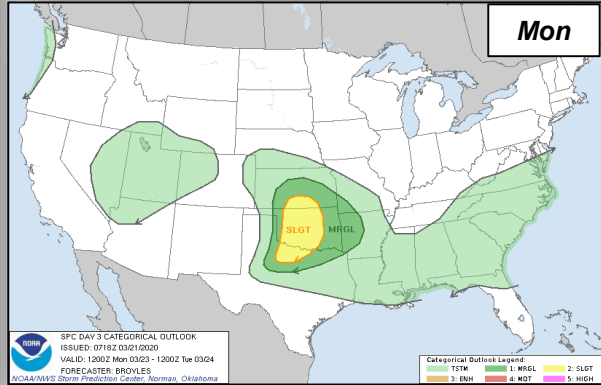 Mon
SLGT
MRGL
NOAA
SPC DAY 3 CATEGORICAL OUTLOOK
ISSUED: 0718Z 03/21/2020
VALID: 1200Z Mon 03/23 - 1200Z Tue 03/24
FORECASTER: BROYLES
NOAA/NWS Storm Prediction Center, Norman, Oklahoma
Categorical Outlook Legend:
TSTM 1: MRGL 2: SLGT
3: ENH 4: MDT 5: HIGH